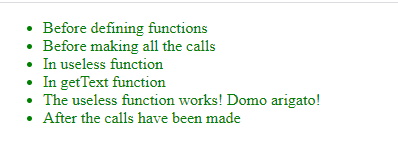 Before defining functions
Before making all the calls
In useless function
In getText function
The useless function works! Domo arigato!
After the calls have been made